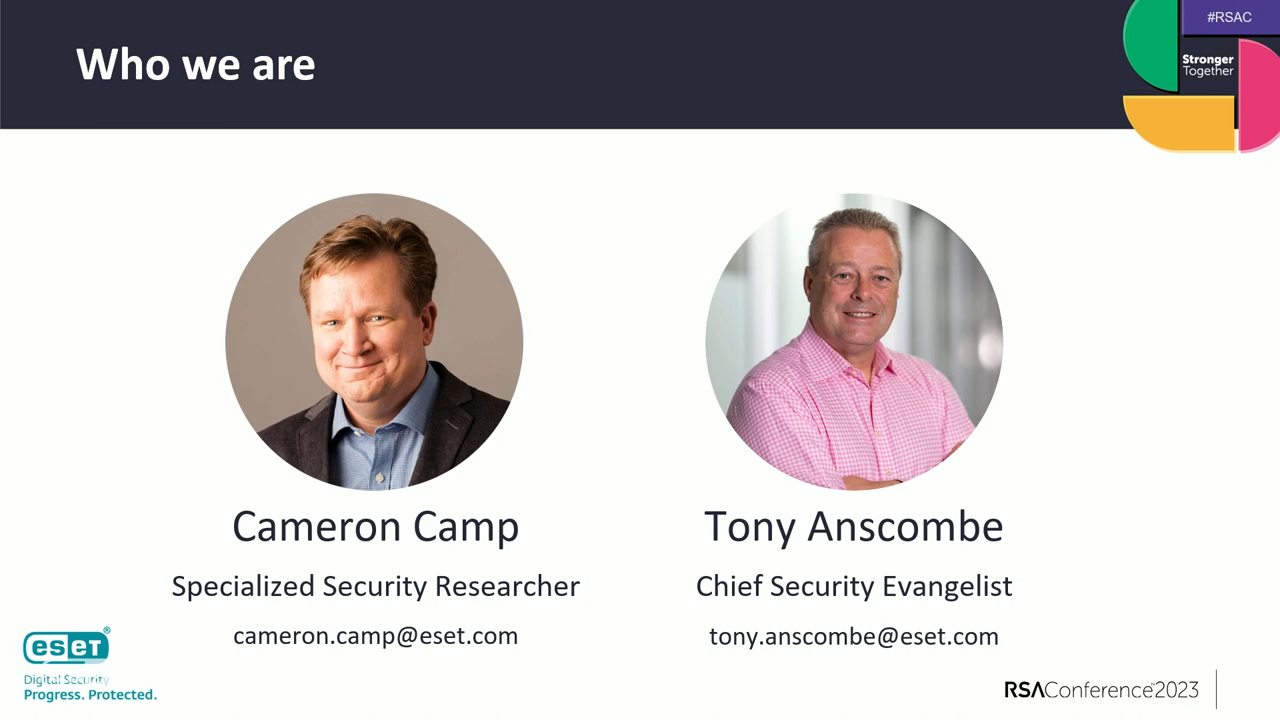 Who we are
#RSAC
Stronger
Together
Cameron Camp
Specialized Security Researcher
cameron.camp@eset.com
Tony Anscombe
Chief Security Evangelist
tony.anscombe@eset.com
eset®
Digital Security
Progress. Protected.
RSAConference™2023